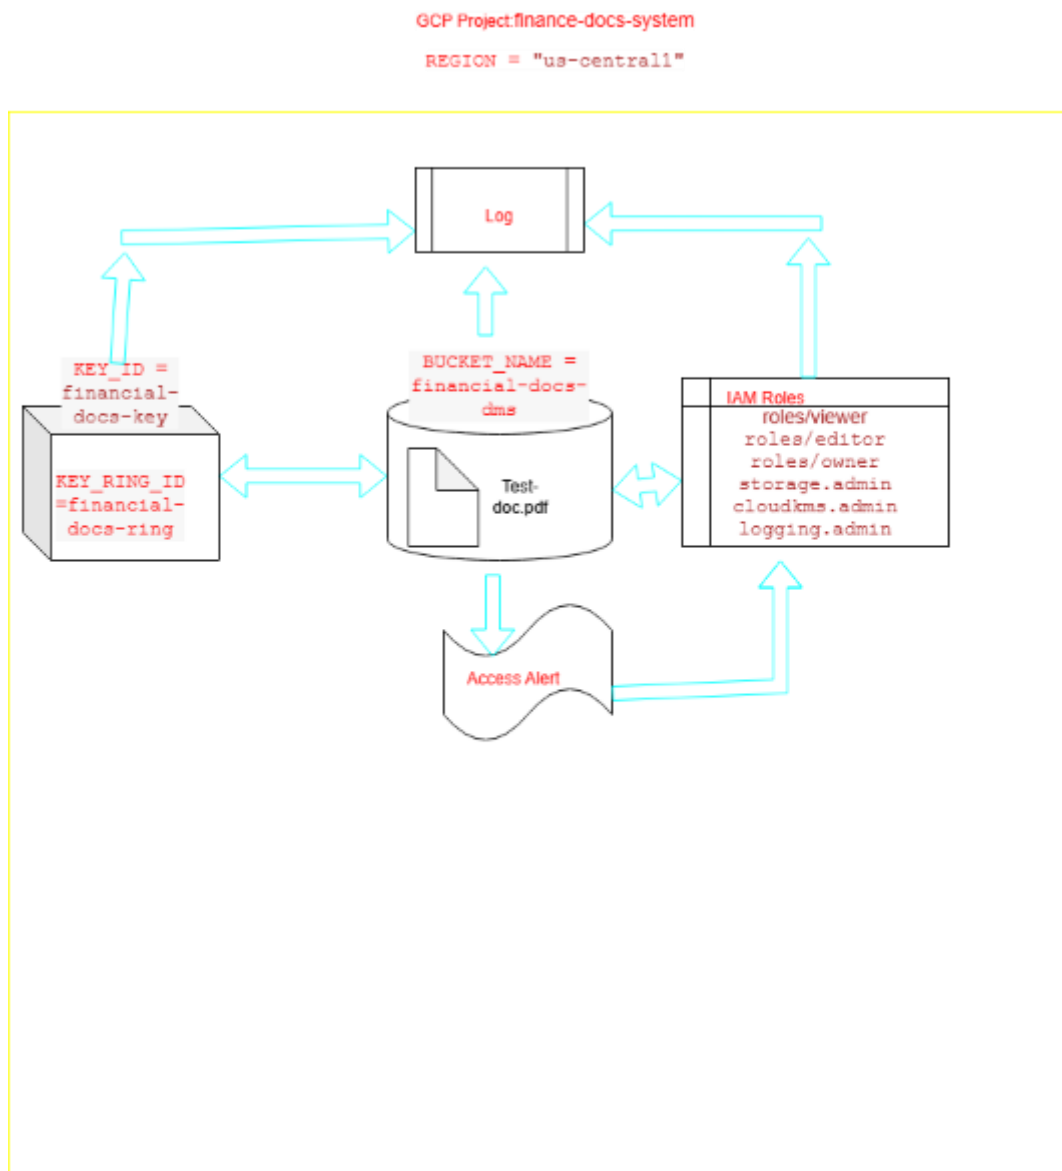 GCP Project:finance-docs-system
REGION = "us-central1"
Log
KEY_ID =
financial-
docs-key
KEY_RING_ID
=financial-
docs-ring
BUCKET_NAME =
financial-docs-
dms
Test-
doc.pdf
IAM Roles
roles/viewer
roles/editor
roles/owner
storage.admin
cloudkms.admin
logging.admin
Access Alert